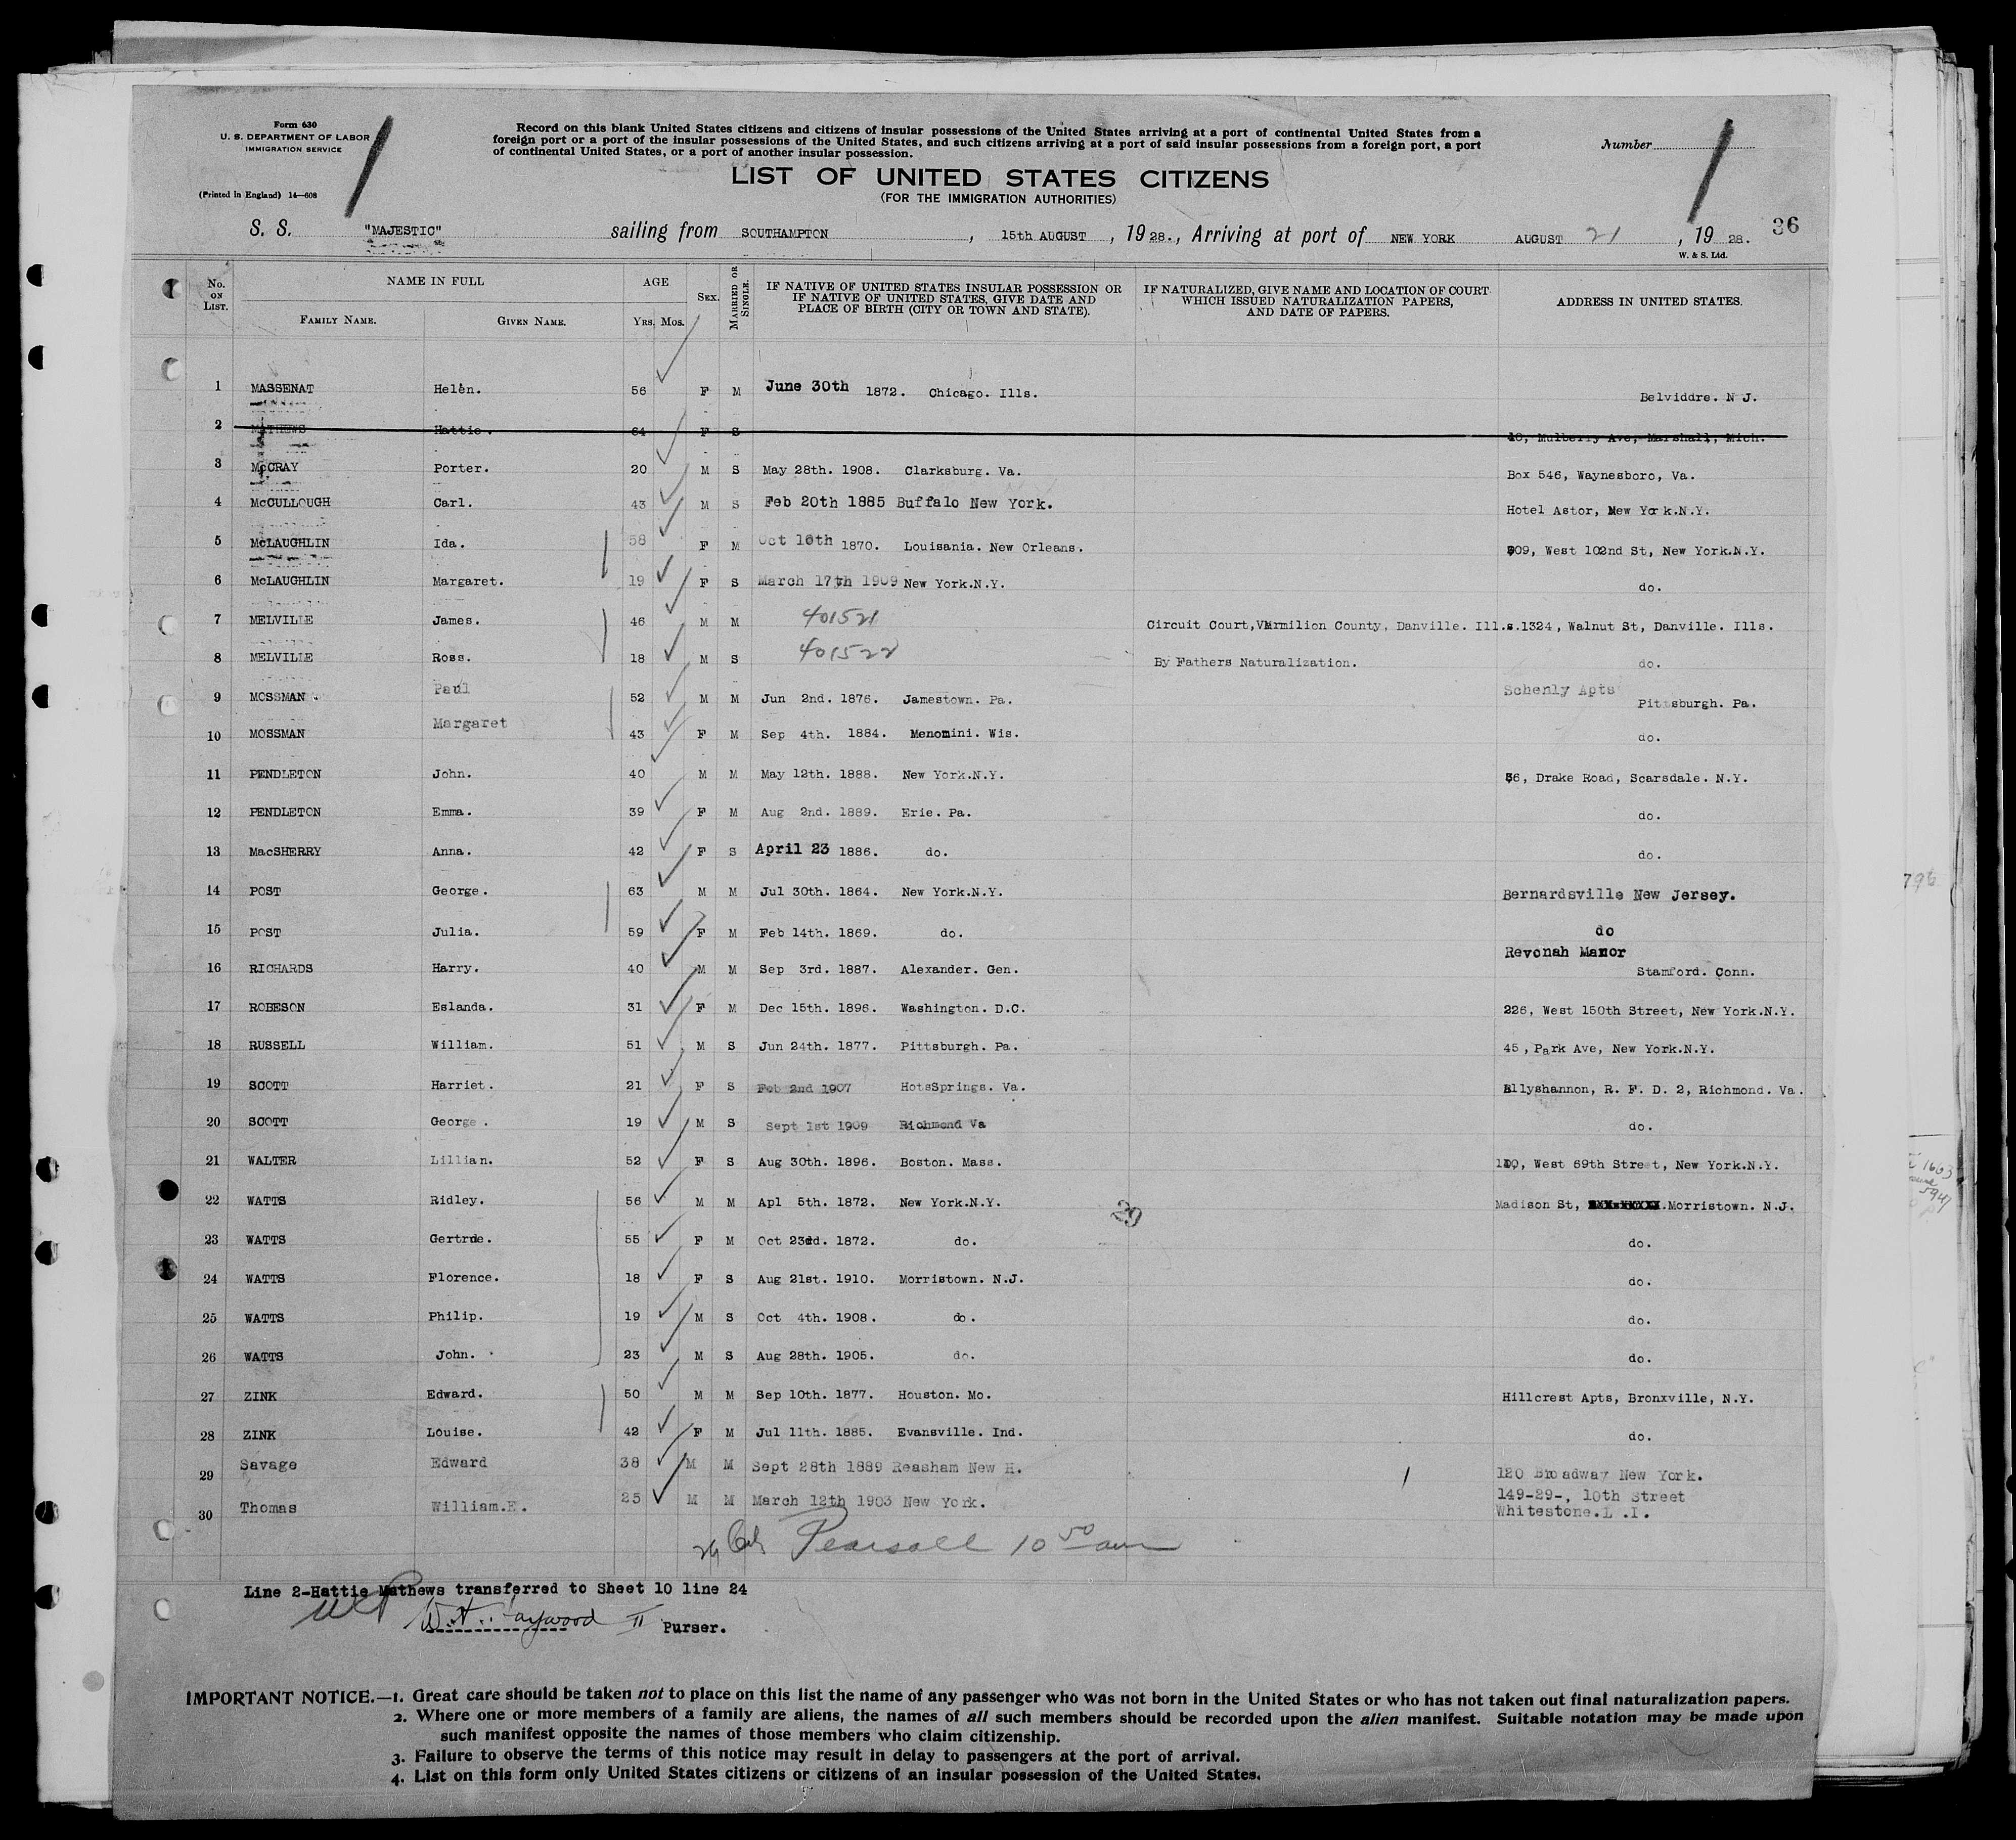 Form 630
U. S. DEPARTMENT OF LABOR
IMMIGRATION SERVICE
(Printed in England) 14—608
Record on this blank United States citizens and citizens of insular possessions of the United States arriving at a port of continental United States from a
foreign port or a port of the insular possessions of the United States, and such citizens arriving at a port of said insular possessions from a foreign port, a port
of continental United States, or a port of another insular possession.
Number
LIST OF UNITED STATES CITIZENS
(FOR THE IMMIGRATION AUTHORITIES)
36
S. S. "MAJESTIC" sailing from SOUTHAMPTON, 15th AUGUST, 19 28., Arriving at port of NEW YORK AUGUST 21, 19 28.
W. & S. Ltd.
No. ON LIST. NAME IN FULL FAMILY NAME. GIVEN NAME. AGE YRS. MOS. SEX. MARRIED OR SINGLE. IF NATIVE OF UNITED STATES INSULAR POSSESSION OR IF NATIVE OF UNITED STATES, GIVE DATE AND PLACE OF BIRTH (CITY OR TOWN AND STATE). IF NATURALIZED, GIVE NAME AND LOCATION OF COURT WHICH ISSUED NATURALIZATION PAPERS, AND DATE OF PAPERS. ADDRESS IN UNITED STATES.
1 MASSENAT Helen. 56 F M June 30th 1872. Chicago. Ills. Belviddre. N J.
2 MATHEWS Hattie. 64 F S 10, Mulberry Ave, Marshall, Mich.
3 McCRAY Porter. 20 M S May 28th. 1908. Clarksburg. Va. Box 546, Waynesboro, Va.
4 McCULLOUGH Carl. 43 M S Feb 20th 1885 Buffalo New York. Hotel Astor, New York.N.Y.
5 McLAUGHLIN Ida. 58 F M Oct 16th 1870. Louisania. New Orleans. 309, West 102nd St, New York.N.Y.
6 McLAUGHLIN Margaret. 19 F S March 17th 1909 New York.N.Y. do.
7 MELVILLE James. 46 M M 401521 Circuit Court, Vermilion County, Danville. Ill.s. 1324, Walnut St, Danville. Ills.
8 MELVILLE Ross. 18 M S 401522 By Fathers Naturalization. do.
9 MOSSMAN. Paul 52 M M Jun 2nd. 1876. Jamestown. Pa. Schenly Apts Pittsburgh. Pa.
10 MOSSMAN Margaret 43 F M Sep 4th. 1884. Menomini. Wis. do.
11 PENDLETON John. 40 M M May 12th. 1888. New York.N.Y. 56, Drake Road, Scarsdale. N.Y.
12 PENDLETON Emma. 39 F M Aug 2nd. 1889. Erie. Pa. do.
13 MacSHERRY Anna. 42 F S April 23 1886. do. do.
14 POST George. 63 M M Jul 30th. 1864. New York.N.Y. Bernardsville New Jersey.
15 POST Julia. 59 F M Feb 14th. 1869. do. do
16 RICHARDS Harry. 40 M M Sep 3rd. 1887. Alexander. Gen. Revonah Manor Stamford. Conn.
17 ROBESON Eslanda. 31 F M Dec 15th. 1896. Washington. D.C. 226, West 150th Street, New York.N.Y.
18 RUSSELL William. 51 M S Jun 24th. 1877. Pittsburgh. Pa. 45, Park Ave, New York.N.Y.
19 SCOTT Harriet. 21 F S Feb 2nd 1907 HotsSprings. Va. Ballyshannon, R. F. D. 2, Richmond. Va.
20 SCOTT George. 19 M S Sept 1st 1909 Richmond Va do.
21 WALTER Lillian. 52 F S Aug 30th. 1896. Boston. Mass. West 69th Street, New York.N.Y.
22 WATTS Ridley. 56 M M Apl 5th. 1872. New York.N.Y. Madison St, Morristown. N.J.
23 WATTS Gertrde. 55 F M Oct 23rd. 1872. do. do.
24 WATTS Florence. 18 F S Aug 21st. 1910. Morristown. N.J. do.
25 WATTS Philip. 19 M S Oct 4th. 1908. do. do.
26 WATTS John. 23 M S Aug 28th. 1905. do. do.
27 ZINK Edward. 50 M M Sep 10th. 1877. Houston. Mo. Hillcrest Apts, Bronxville, N.Y.
28 ZINK Louise. 42 F M Jul 11th. 1885. Evansville. Ind. do.
29 Savage Edward 38 M M Sept 28th 1889 Reasham New H. 120 Broadway New York.
30 Thomas William.E. 25 M M March 12th 1903 New York. 149-29-, 10th Street
Whitestone.L.I.
Pearsall 10 50 am
Line 2-Hattie Mathews transferred to Sheet 10 line 24
Purser.
IMPORTANT NOTICE.—1. Great care should be taken not to place on this list the name of any passenger who was not born in the United States or who has not taken out final naturalization papers.
2. Where one or more members of a family are aliens, the names of all such members should be recorded upon the alien manifest. Suitable notation may be made upon
such manifest opposite the names of those members who claim citizenship.
3. Failure to observe the terms of this notice may result in delay to passengers at the port of arrival.
4. List on this form only United States citizens or citizens of an insular possession of the United States.